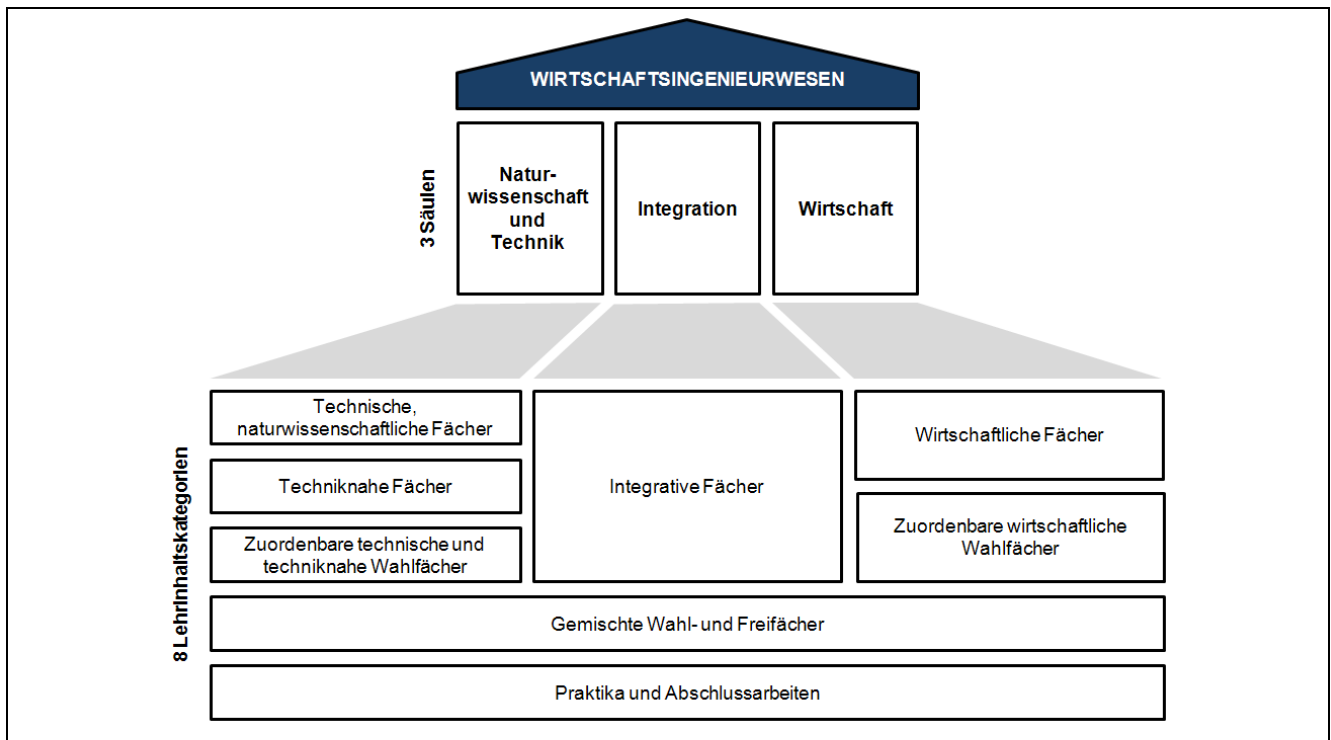 WIRTSCHAFTSINGENIEURWESEN
3 Säulen
Natur-
wissenschaft
und
Technik
Integration
Wirtschaft
8 Lehrinhaltskategorien
Technische,
naturwissenschaftliche Fächer
Techniknahe Fächer
Zuordenbare technische und
techniknahe Wahlfächer
Integrative Fächer
Wirtschaftliche Fächer
Zuordenbare wirtschaftliche
Wahlfächer
Gemischte Wahl- und Freifächer
Praktika und Abschlussarbeiten